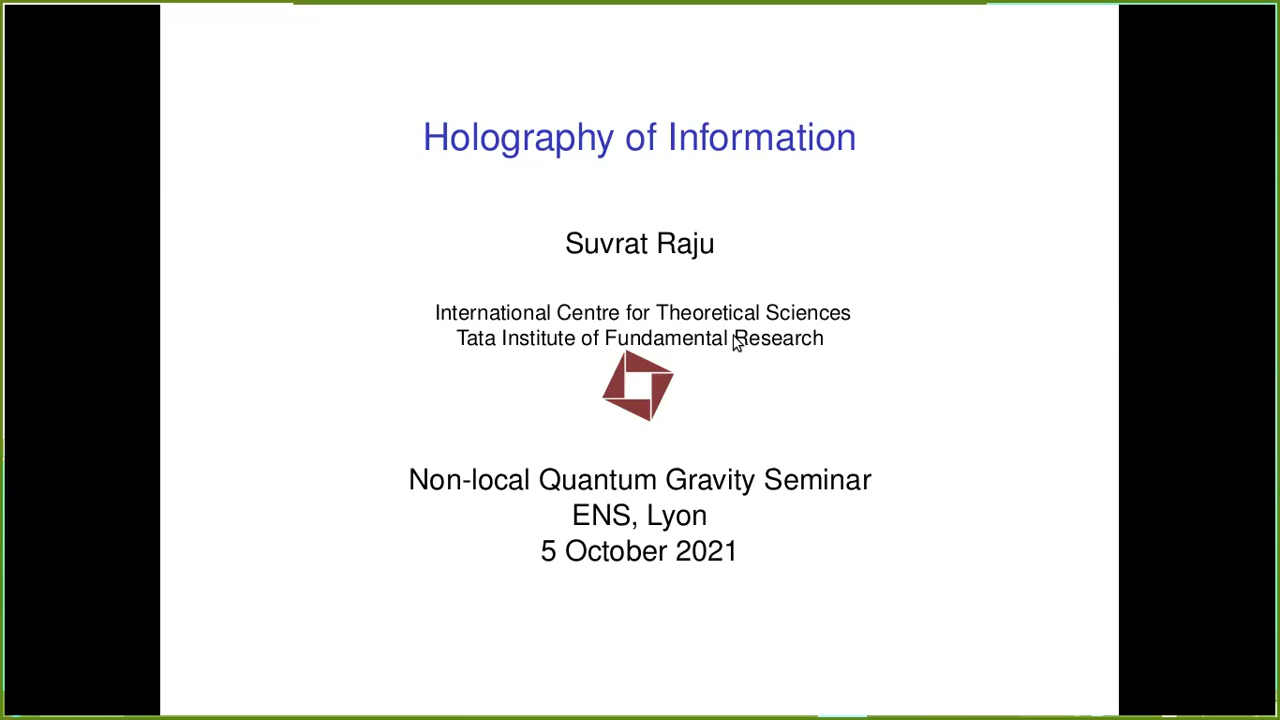 Holography of Information
Suvrat Raju
International Centre for Theoretical Sciences
Tata Institute of Fundamental Research
Non-local Quantum Gravity Seminar
ENS, Lyon
5 October 2021